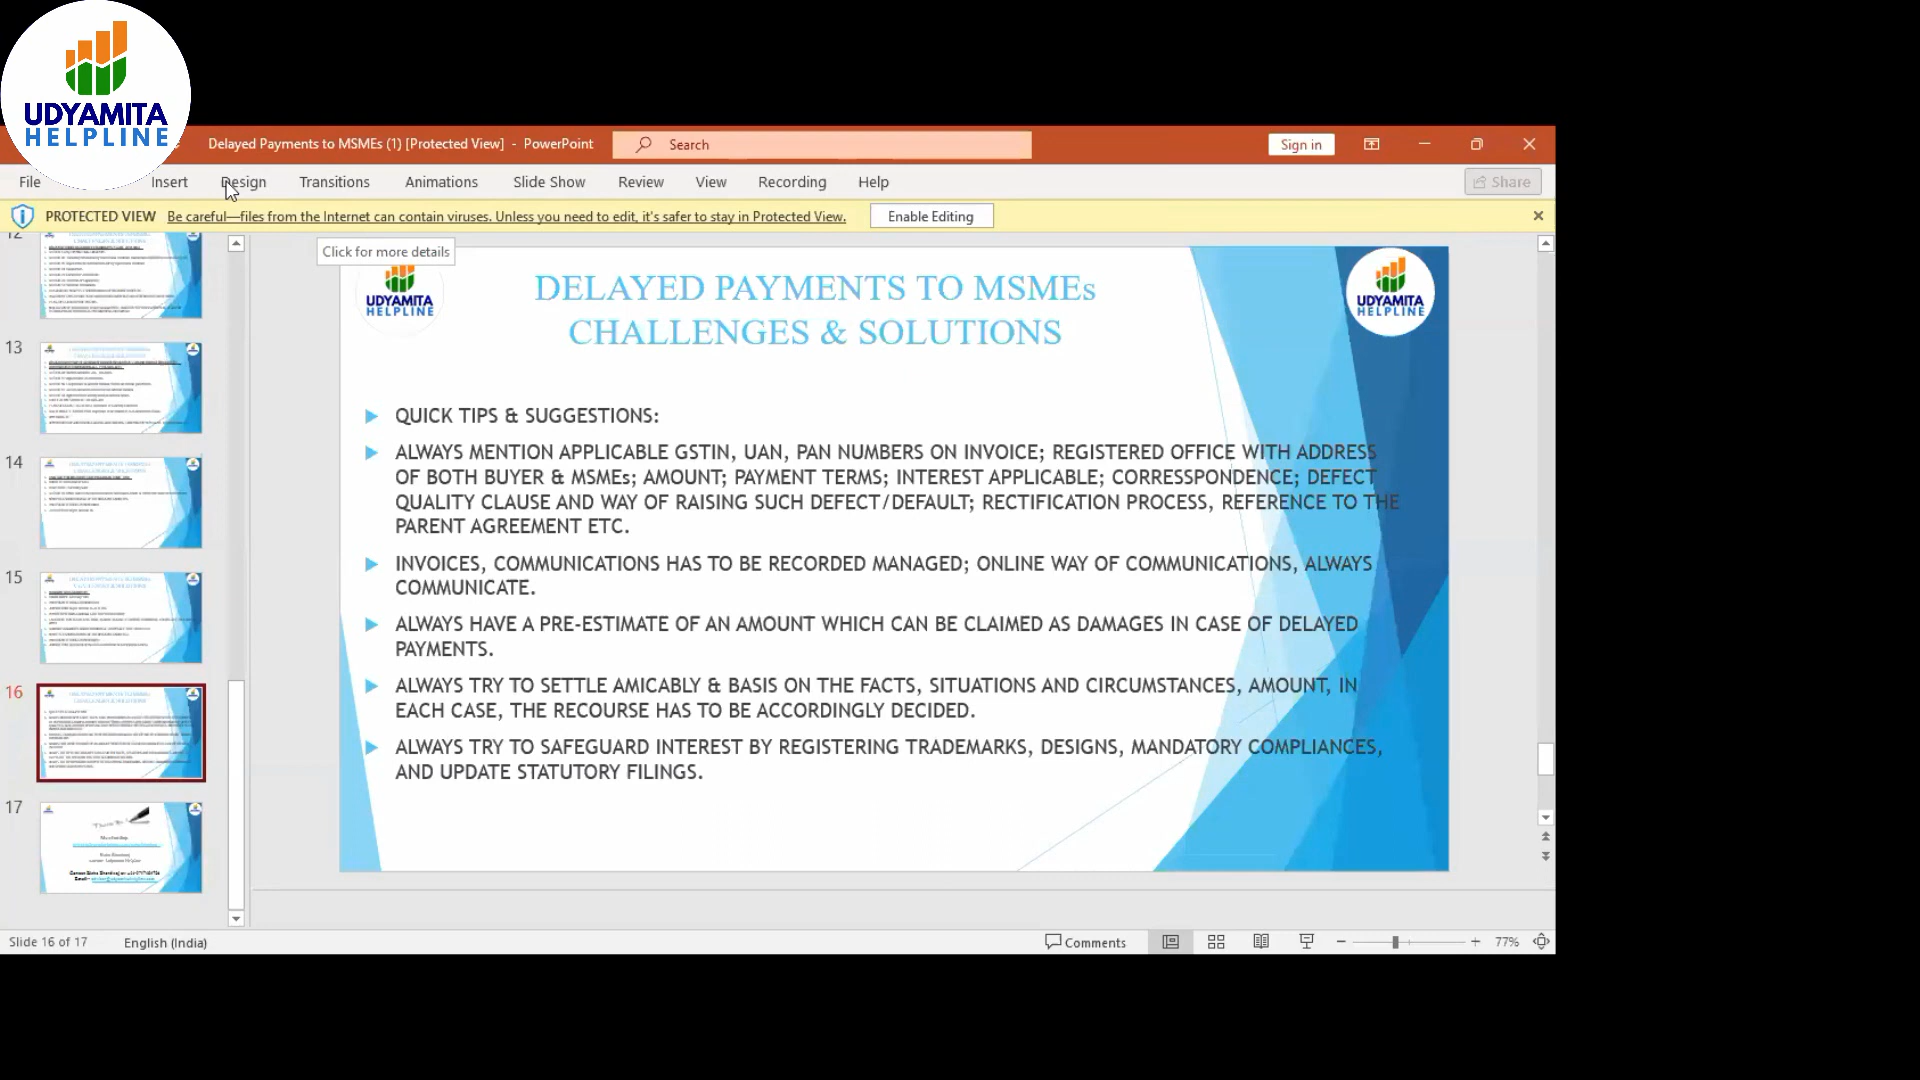 UDYAMITA
HELPLINE
Delayed Payments to MSMEs (1) [Protected View] - PowerPoint
Search
Sign in
File
Insert
Design
Transitions
Animations
Slide Show
Review
View
Recording
Help
Share
PROTECTED VIEW
Be careful—files from the Internet can contain viruses. Unless you need to edit, it's safer to stay in Protected View.
Enable Editing
Click for more details
12
13
14
15
16
17
UDYAMITA
HELPLINE
UDYAMITA
HELPLINE
DELAYED PAYMENTS TO MSMEs
CHALLENGES & SOLUTIONS
QUICK TIPS & SUGGESTIONS:
ALWAYS MENTION APPLICABLE GSTIN, UAN, PAN NUMBERS ON INVOICE; REGISTERED OFFICE WITH ADDRESS
OF BOTH BUYER & MSMEs; AMOUNT; PAYMENT TERMS; INTEREST APPLICABLE; CORRESSPONDENCE; DEFECT
QUALITY CLAUSE AND WAY OF RAISING SUCH DEFECT/DEFAULT; RECTIFICATION PROCESS, REFERENCE TO THE
PARENT AGREEMENT ETC.
INVOICES, COMMUNICATIONS HAS TO BE RECORDED MANAGED; ONLINE WAY OF COMMUNICATIONS, ALWAYS
COMMUNICATE.
ALWAYS HAVE A PRE-ESTIMATE OF AN AMOUNT WHICH CAN BE CLAIMED AS DAMAGES IN CASE OF DELAYED
PAYMENTS.
ALWAYS TRY TO SETTLE AMICABLY & BASIS ON THE FACTS, SITUATIONS AND CIRCUMSTANCES, AMOUNT, IN
EACH CASE, THE RECOURSE HAS TO BE ACCORDINGLY DECIDED.
ALWAYS TRY TO SAFEGUARD INTEREST BY REGISTERING TRADEMARKS, DESIGNS, MANDATORY COMPLIANCES,
AND UPDATE STATUTORY FILINGS.
Slide 16 of 17
English (India)
Comments
77%